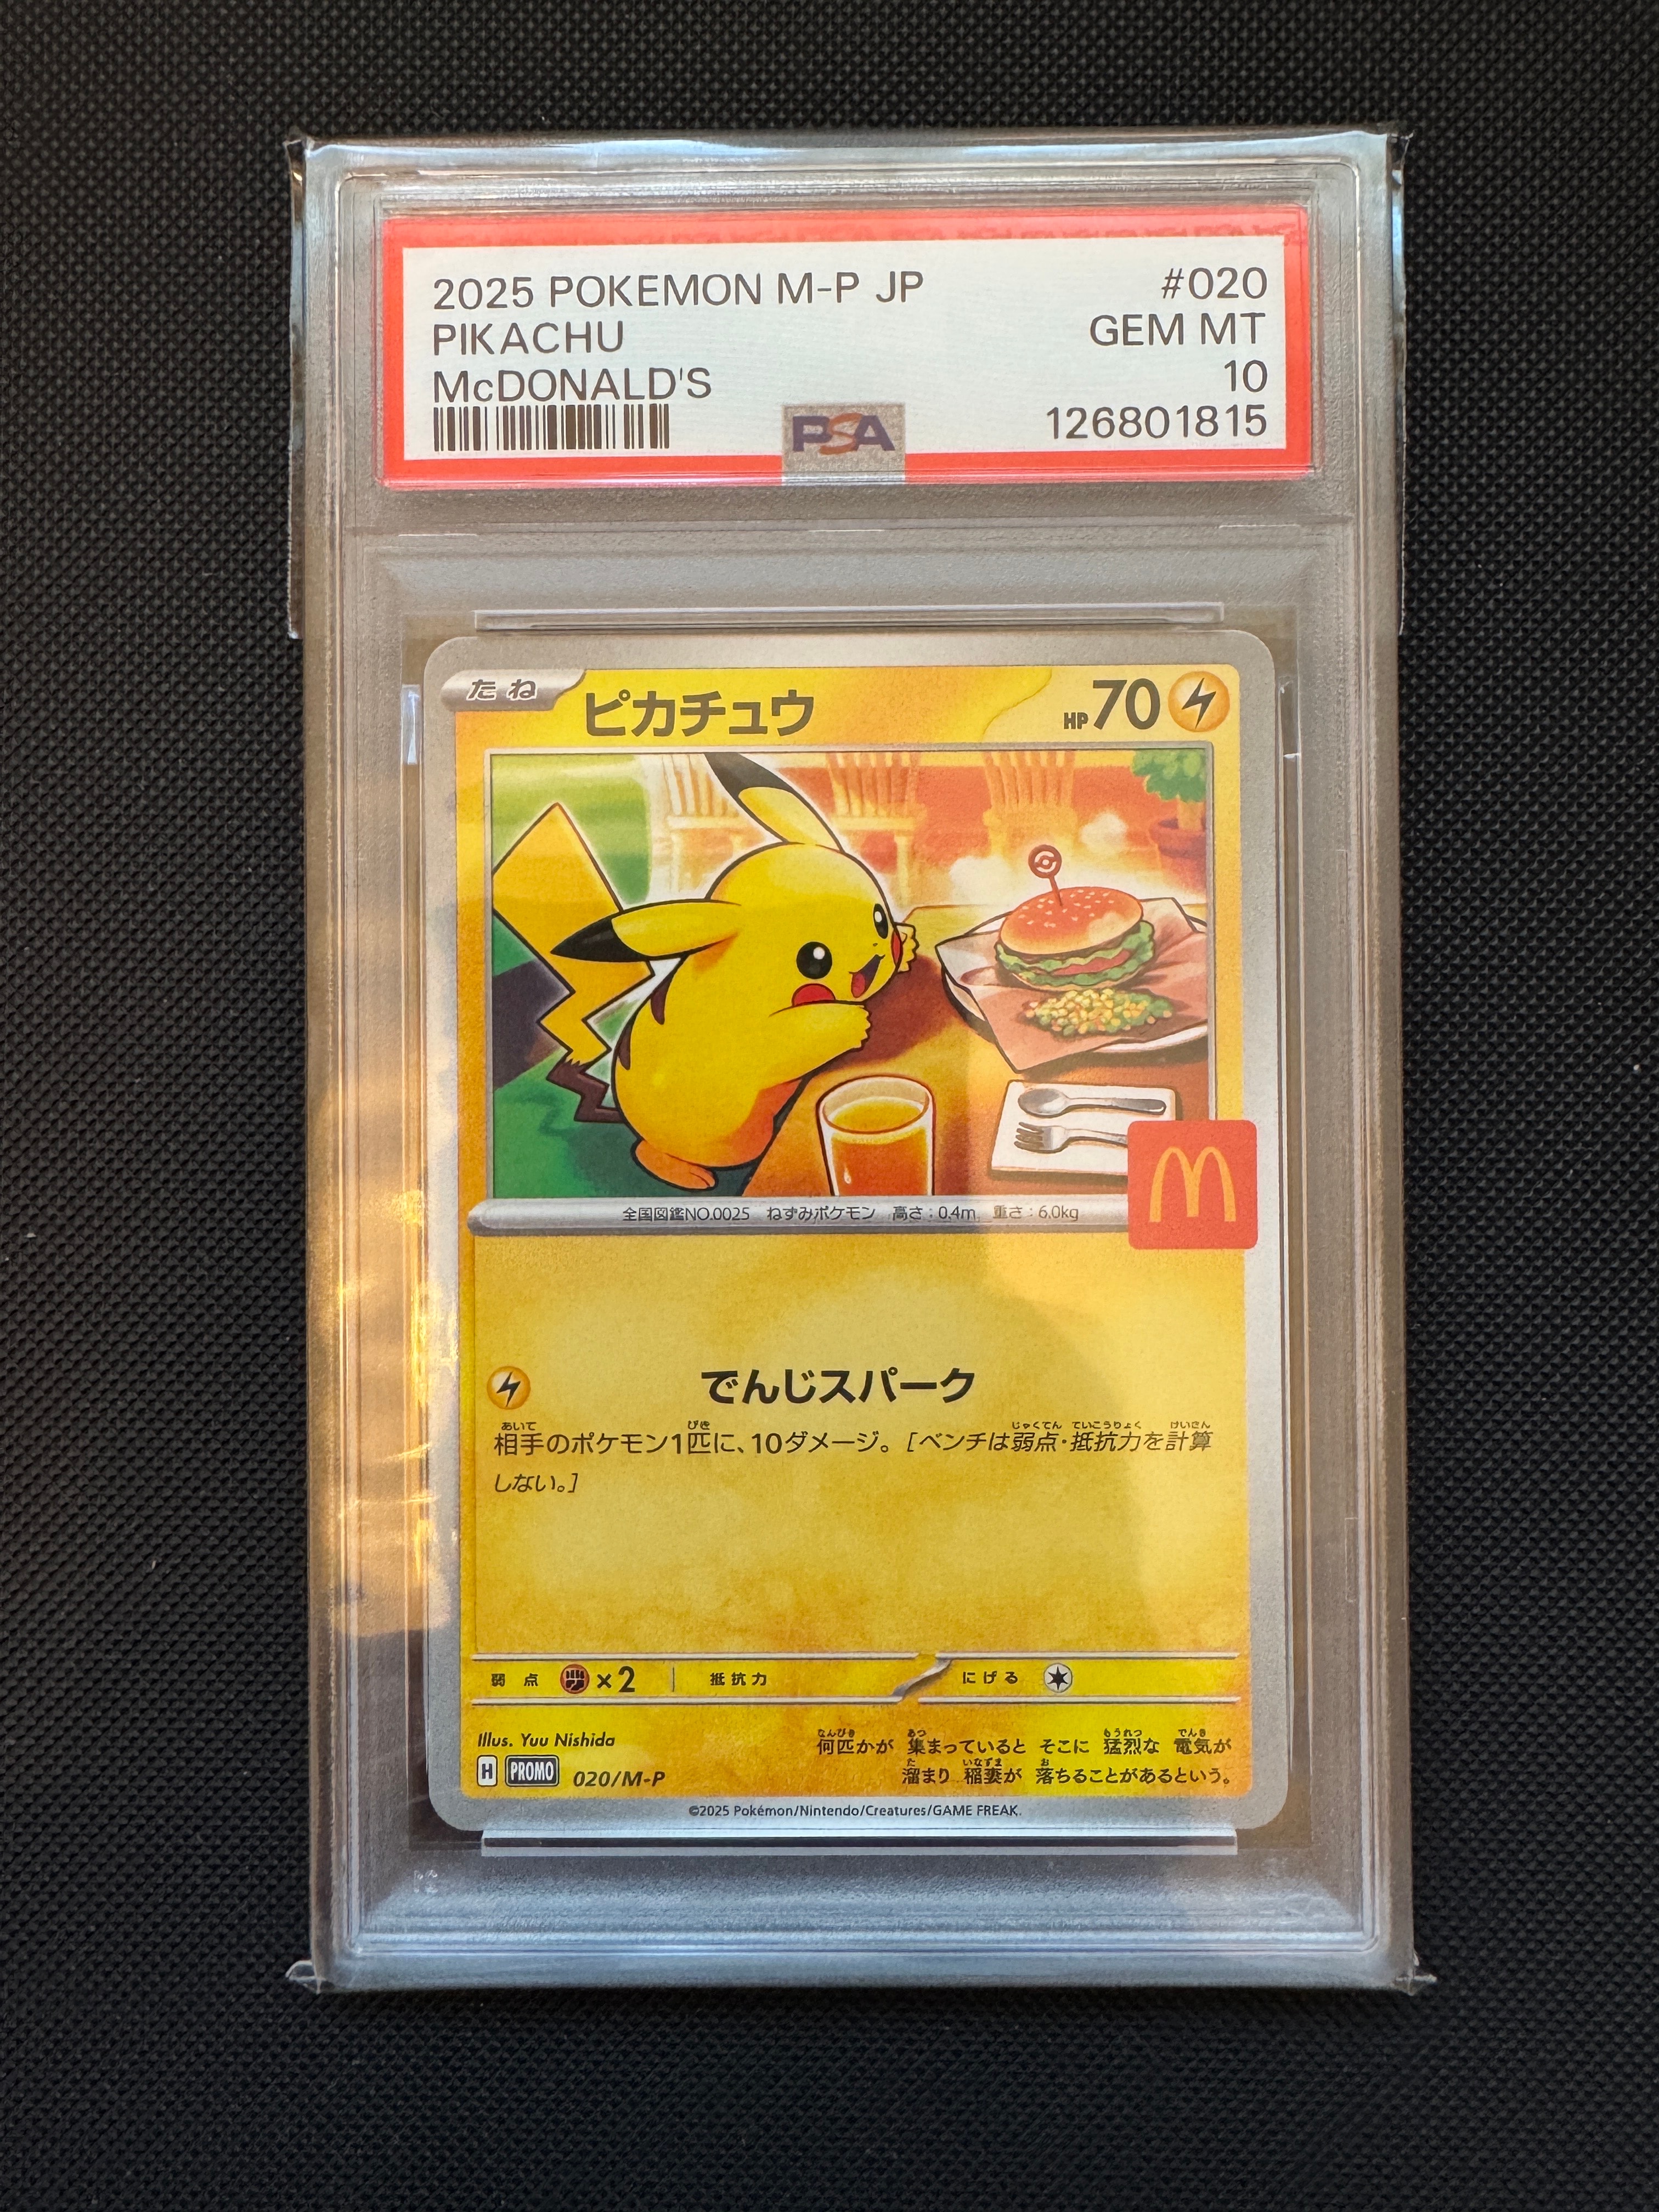 2025 POKEMON M-P JP #020
PIKACHU GEM MT
McDONALD'S 10
PSA 126801815
たね ピカチュウ HP70
全国図鑑NO.0025 ねずみポケモン 高さ:0.4m 重さ:6.0kg
でんじスパーク
相手のポケモン1匹に、10ダメージ。[ベンチは弱点・抵抗力を計算
しない。]
弱点 ×2 抵抗力 にげる
Illus. Yuu Nishida
何匹かが 集まっていると そこに 猛烈な 電気が
溜まり 稲妻が 落ちることがあるという。
H PROMO 020/M-P
©2025 Pokémon/Nintendo/Creatures/GAME FREAK.